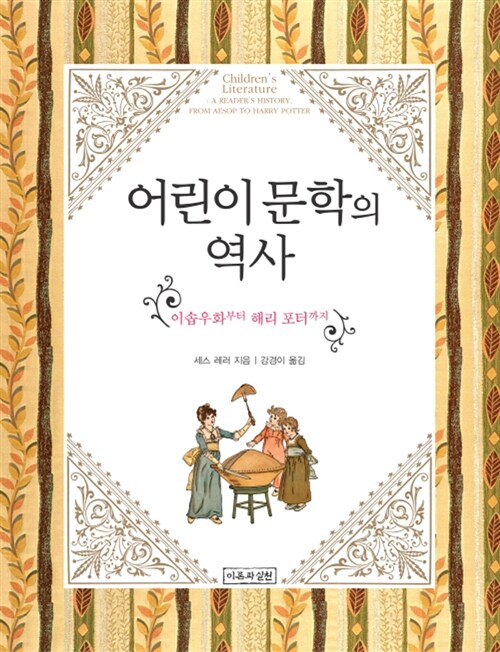 Children's
Literature
: A READER'S HISTORY,
FROM AESOP TO HARRY POTTER
어린이 문학의
역사
이솝우화부터 해리 포터까지
세스 레러 지음 | 강경이 옮김
이론과실천